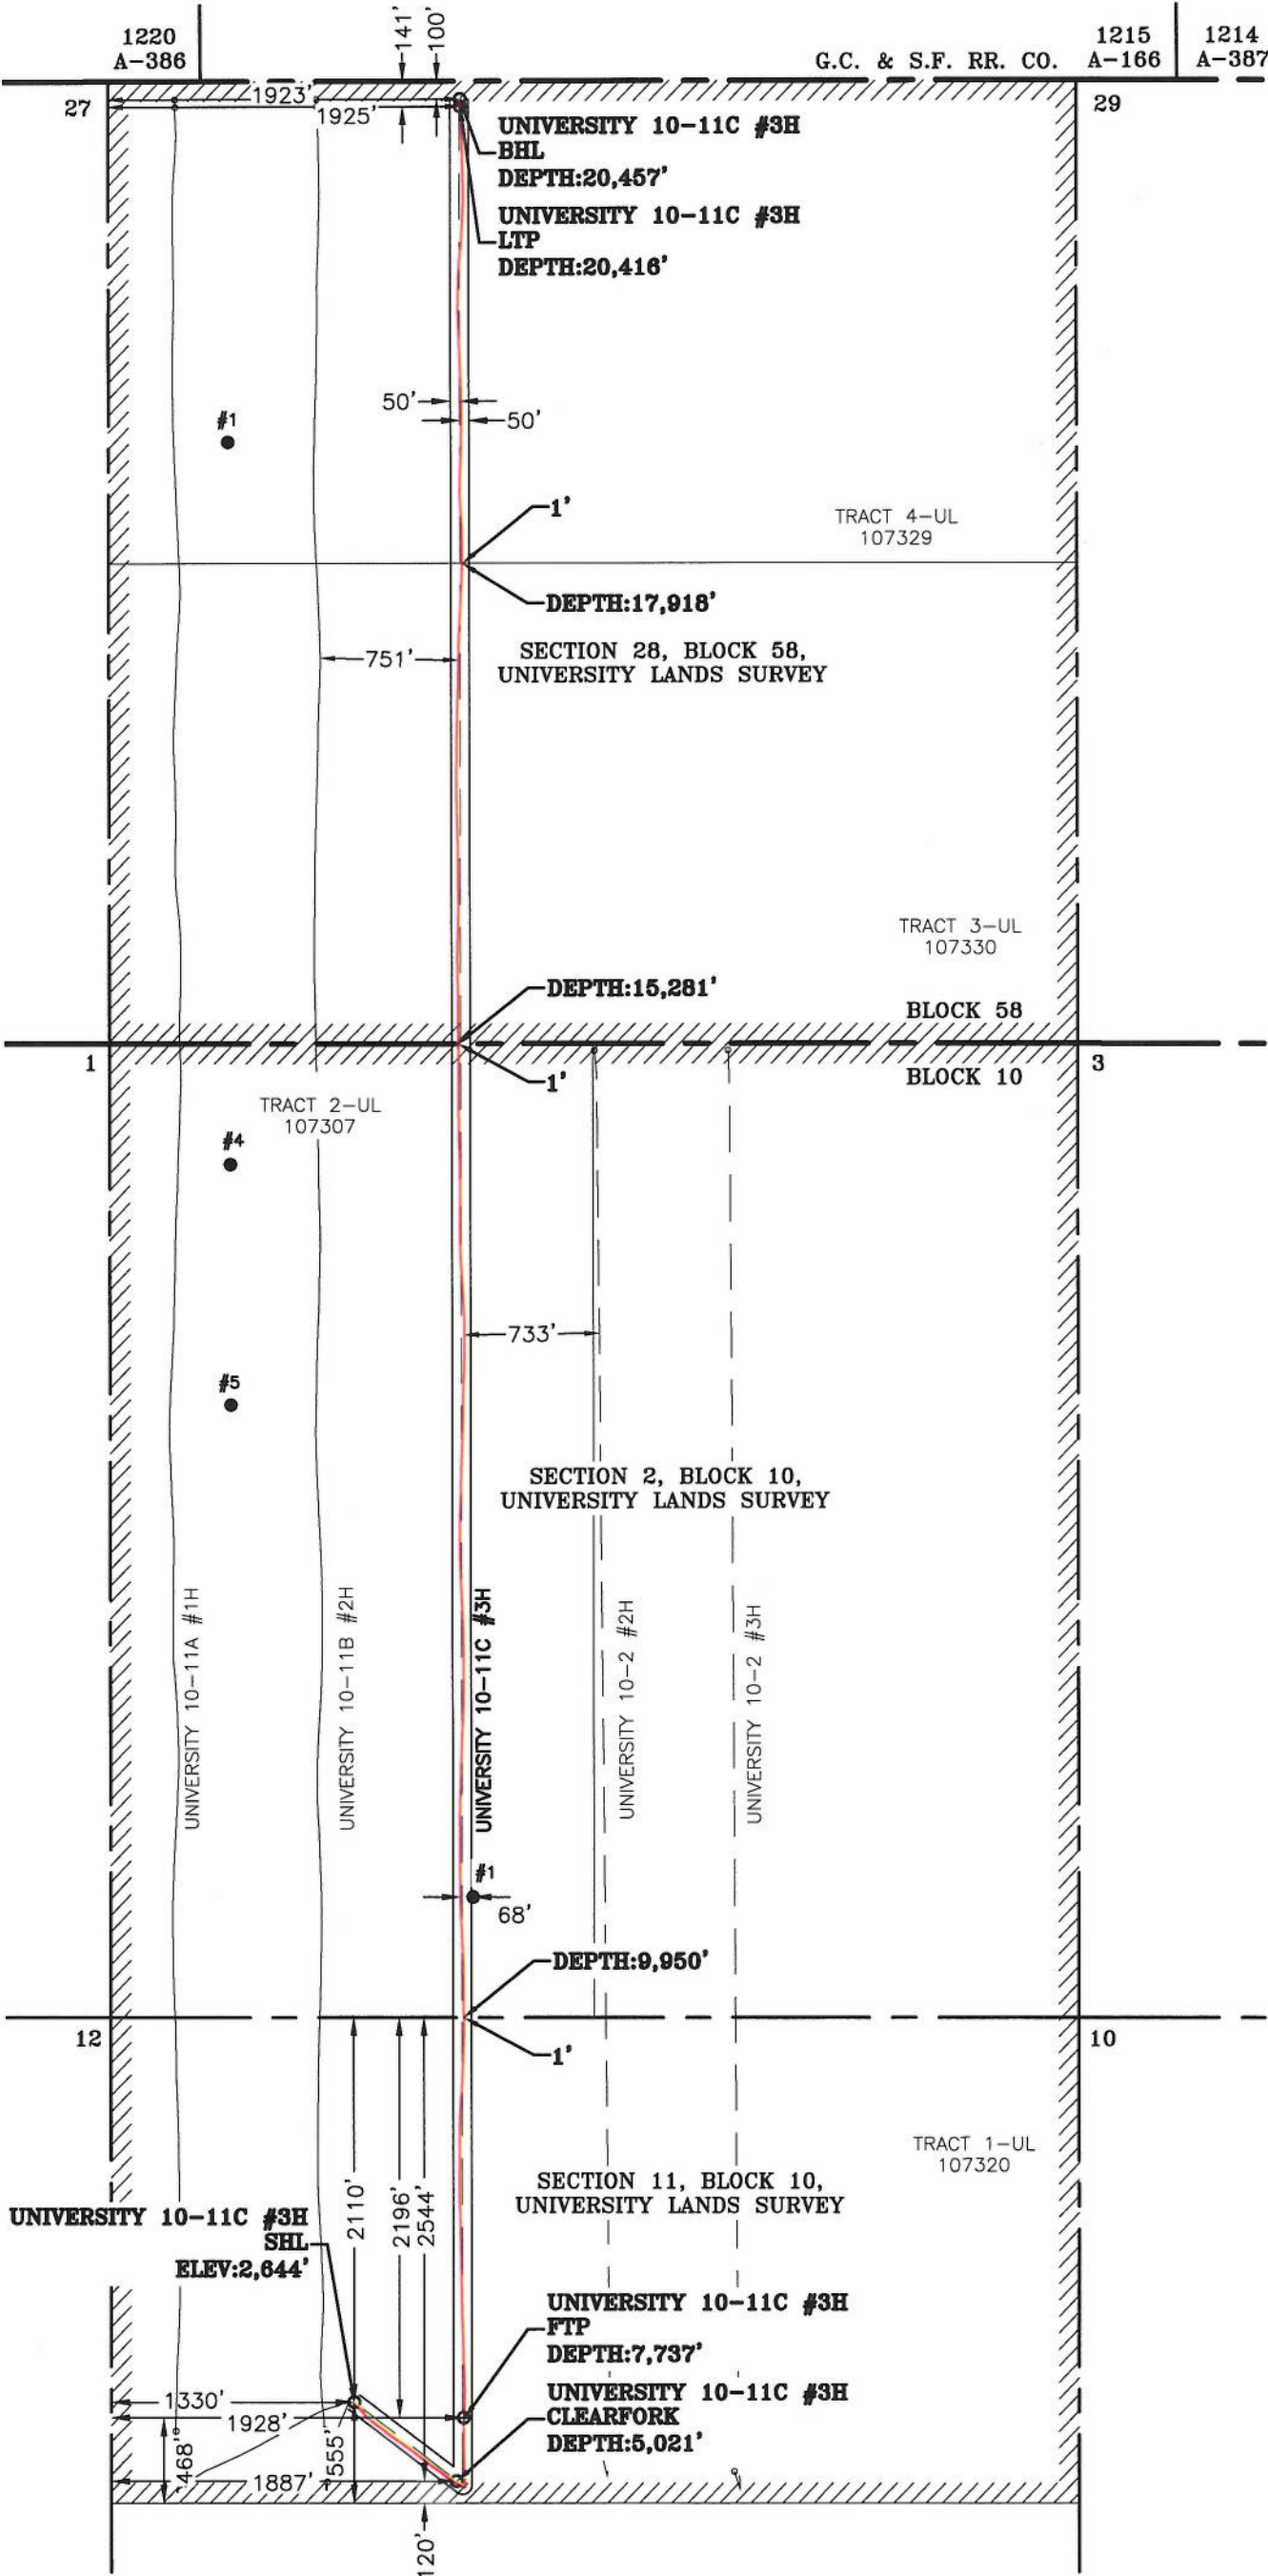 1220
A-386
141'
100'
G.C. & S.F. RR. CO.
1215
A-166
1214
A-387
27
1923'
1925'
29
UNIVERSITY 10-11C #3H
BHL
DEPTH:20,457'
UNIVERSITY 10-11C #3H
LTP
DEPTH:20,416'
50'
50'
#1
1'
TRACT 4-UL
107329
DEPTH:17,918'
751'
SECTION 28, BLOCK 58,
UNIVERSITY LANDS SURVEY
TRACT 3-UL
107330
DEPTH:15,281'
BLOCK 58
1
1'
3
BLOCK 10
TRACT 2-UL
107307
#4
733'
#5
SECTION 2, BLOCK 10,
UNIVERSITY LANDS SURVEY
UNIVERSITY 10-11A #1H
UNIVERSITY 10-11B #2H
UNIVERSITY 10-11C #3H
UNIVERSITY 10-2 #2H
UNIVERSITY 10-2 #3H
#1
68'
DEPTH:9,950'
12
10
1'
TRACT 1-UL
107320
SECTION 11, BLOCK 10,
UNIVERSITY LANDS SURVEY
2110'
2196'
2544'
UNIVERSITY 10-11C #3H
SHL
ELEV:2,644'
UNIVERSITY 10-11C #3H
FTP
DEPTH:7,737'
UNIVERSITY 10-11C #3H
CLEARFORK
DEPTH:5,021'
1330'
1928'
468'
555'
1887'
120'